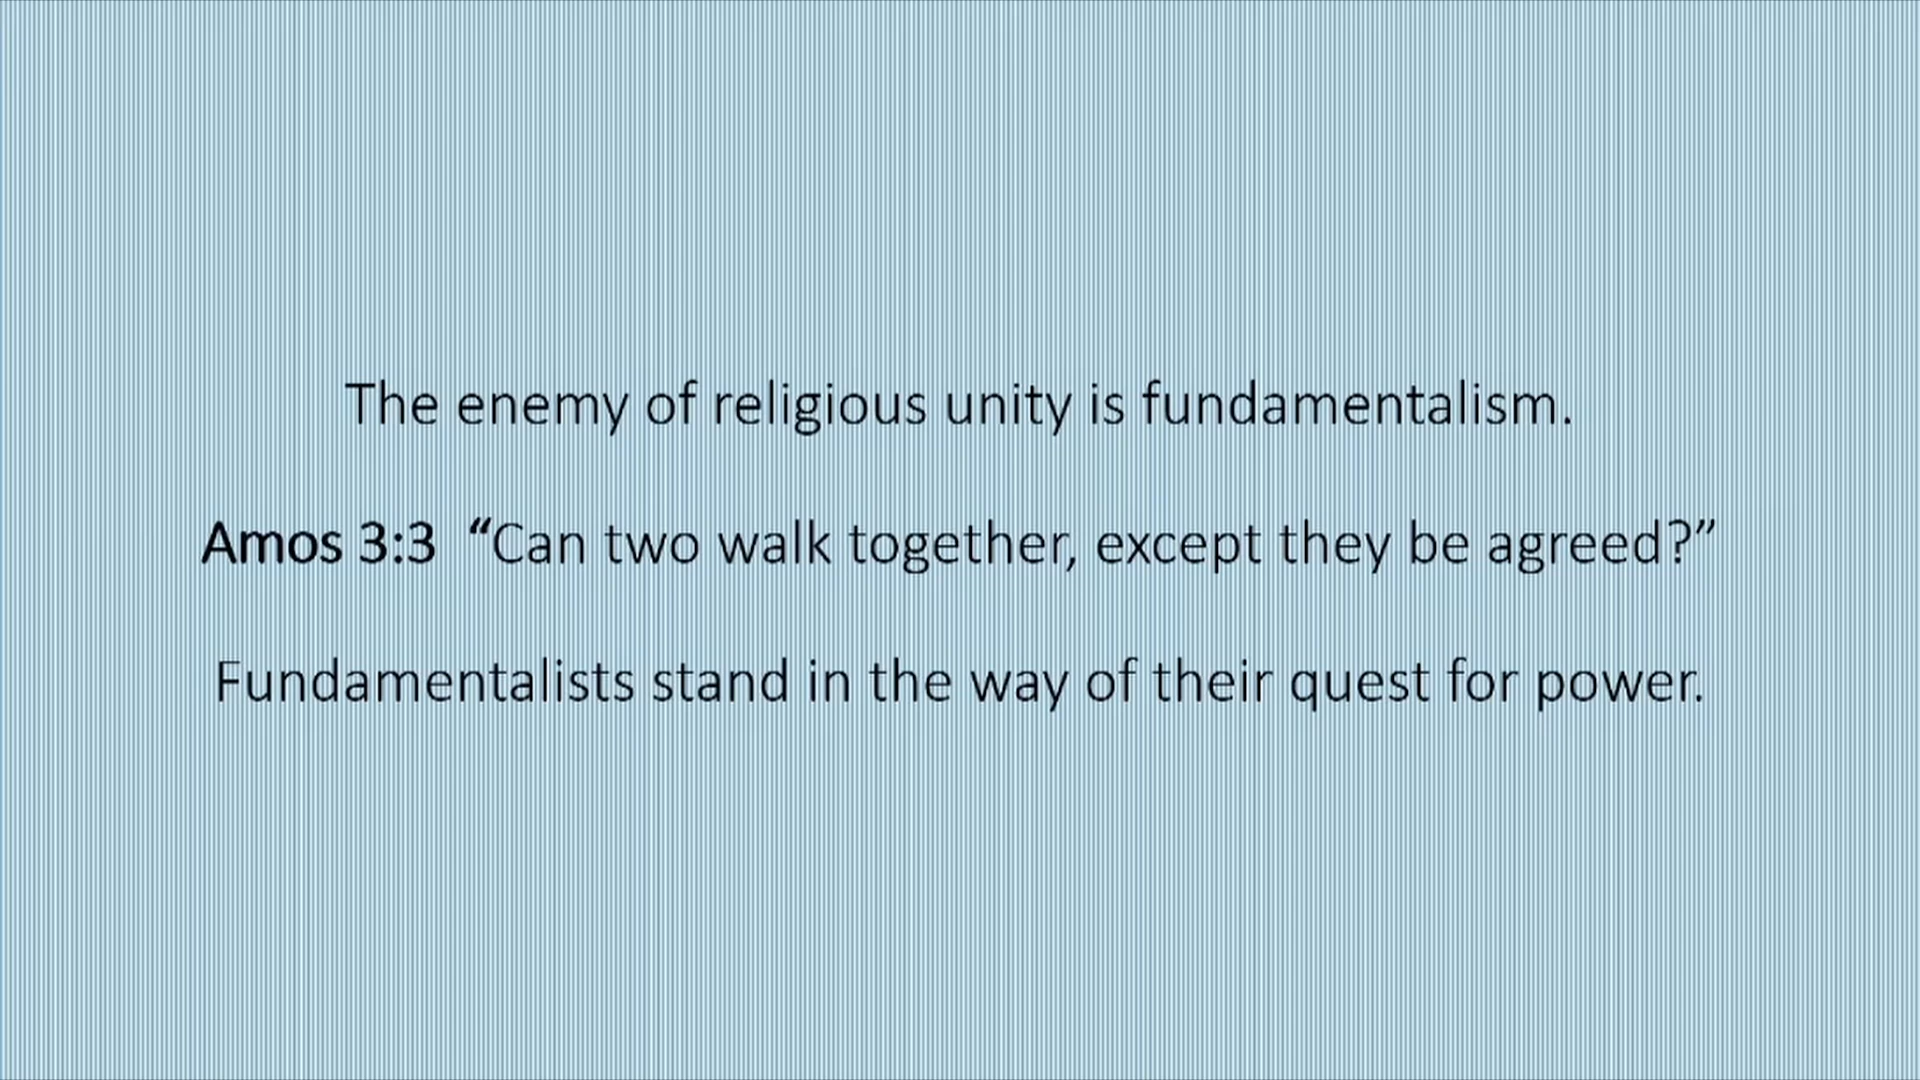 The enemy of religious unity is fundamentalism.
Amos 3:3 “Can two walk together, except they be agreed?”
Fundamentalists stand in the way of their quest for power.